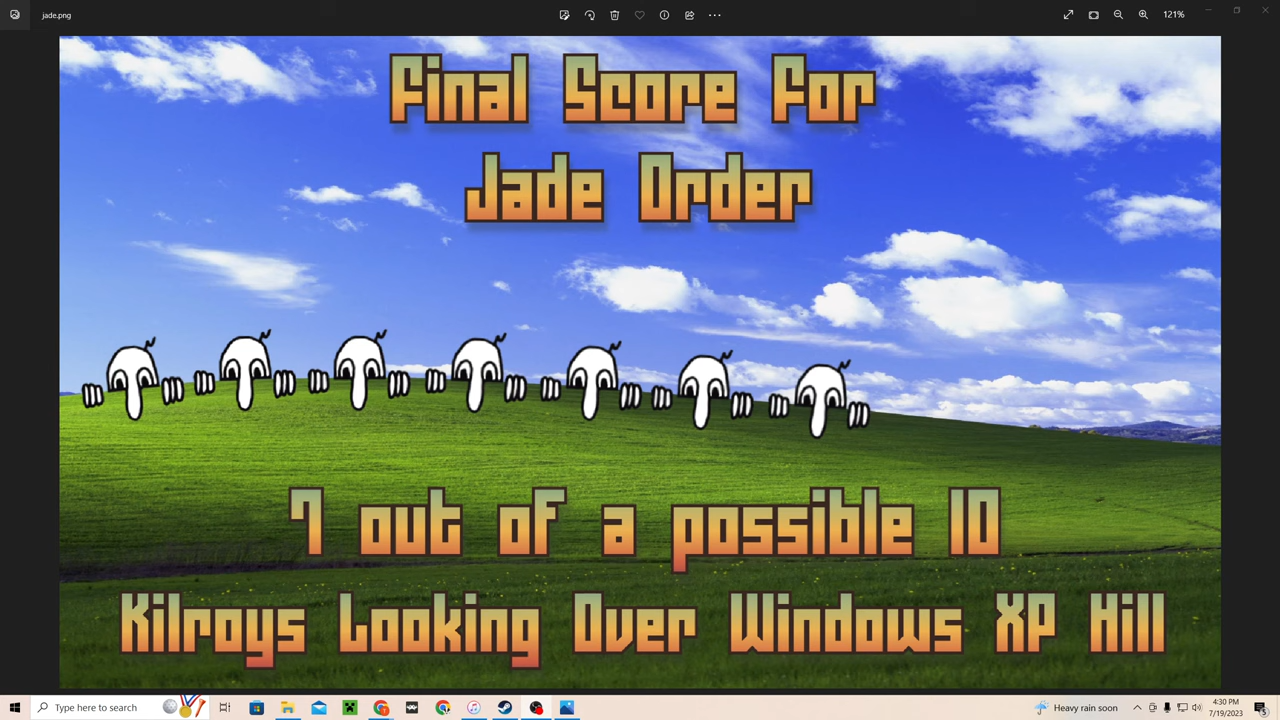 jade.png
121%
Final Score For
Jade Order
7 out of a possible 10
Kilroys Looking Over Windows XP Hill
Type here to search
Heavy rain soon
4:30 PM
7/19/2023
5